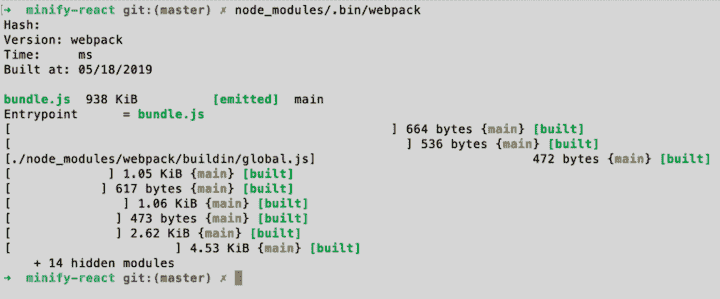 ➜ minify-react git:(master) ✗ node_modules/.bin/webpack
Hash:
Version: webpack
Time: ms
Built at: 05/18/2019
bundle.js 938 KiB [emitted] main
Entrypoint = bundle.js
[ ] 664 bytes {main} [built]
[ ] 536 bytes {main} [built]
[./node_modules/webpack/buildin/global.js] 472 bytes {main} [built]
[ ] 1.05 KiB {main} [built]
[ ] 617 bytes {main} [built]
[ ] 1.06 KiB {main} [built]
[ ] 473 bytes {main} [built]
[ ] 2.62 KiB {main} [built]
[ ] 4.53 KiB {main} [built]
+ 14 hidden modules
➜ minify-react git:(master) ✗